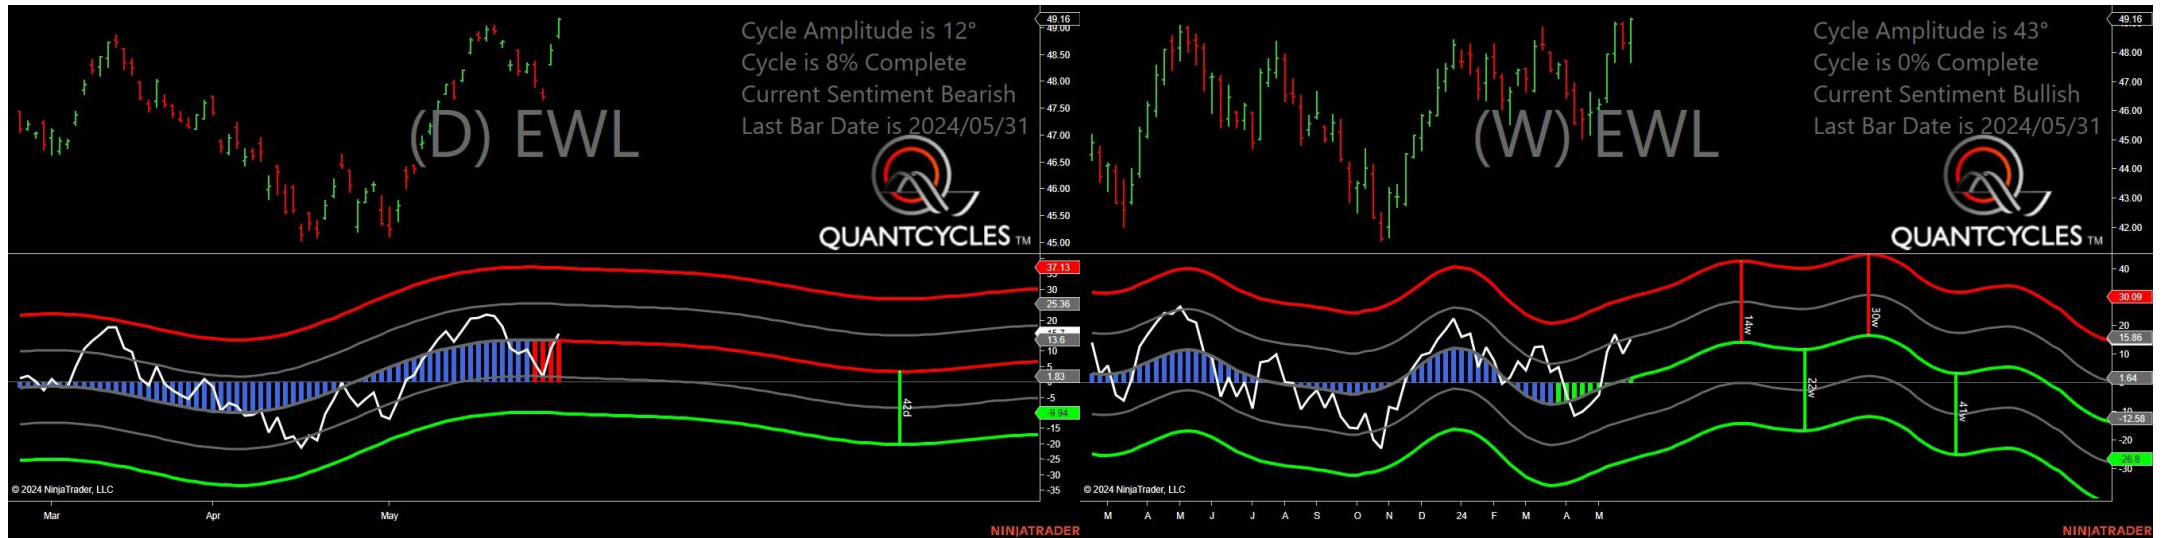 Cycle Amplitude is 12°
Cycle is 8% Complete
Current Sentiment Bearish
Last Bar Date is 2024/05/31
(D) EWL
QUANTCYCLES TM
49.16
49.00
48.50
48.00
47.50
47.00
46.50
46.00
45.50
45.00
37.13
30
25.36
20
13.6
10
5
1.83
-5
-9.94
-15
-20
-25
-30
-35
42d
© 2024 NinjaTrader, LLC
Mar Apr May
NINJATRADER
Cycle Amplitude is 43°
Cycle is 0% Complete
Current Sentiment Bullish
Last Bar Date is 2024/05/31
(W) EWL
QUANTCYCLES TM
49.16
48.00
47.00
46.00
45.00
44.00
43.00
42.00
40
30.09
20
15.86
10
1.64
-12.58
-20
-26.8
-30
14w
30w
22w
41w
© 2024 NinjaTrader, LLC
M A M J J A S O N D 24 F M A M
NINJATRADER